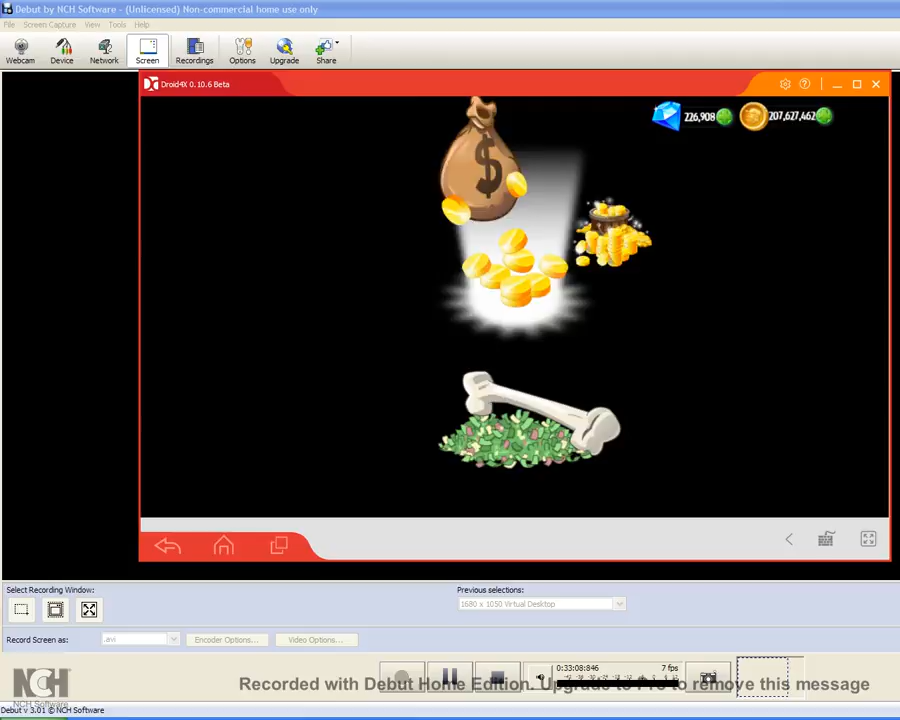 Debut by NCH Software - (Unlicensed) Non-commercial home use only
File Screen Capture View Tools Help
Webcam Device Network Screen Recordings Options Upgrade Share
Droid4X 0.10.6 Beta
226,908 207,627,462
$
Select Recording Window:
Previous selections:
1680 x 1050 Virtual Desktop
Record Screen as: .avi Encoder Options... Video Options...
0:33:08:846 7 fps
NCH
NCH Software
Recorded with Debut Home Edition. Upgrade to Pro to remove this message
Debut v 3.01 © NCH Software